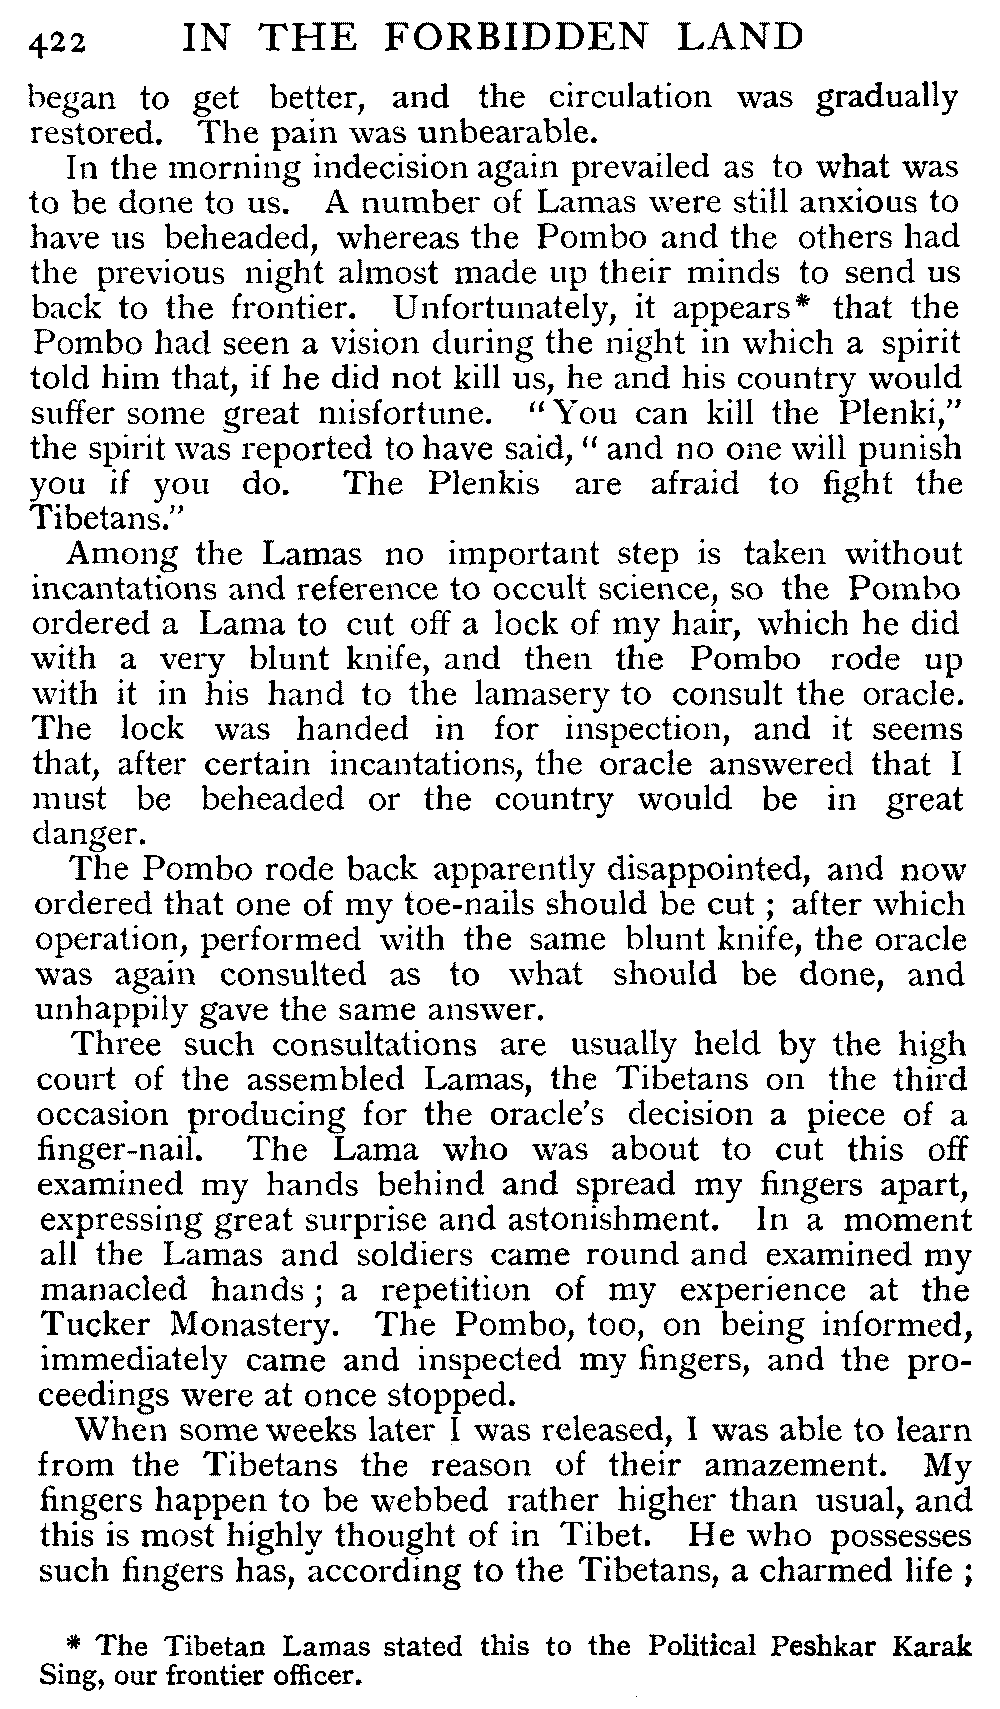 422 IN THE FORBIDDEN LAND
began to get better, and the circulation was gradually
restored. The pain was unbearable.
In the morning indecision again prevailed as to what was
to be done to us. A number of Lamas were still anxious to
have us beheaded, whereas the Pombo and the others had
the previous night almost made up their minds to send us
back to the frontier. Unfortunately, it appears* that the
Pombo had seen a vision during the night in which a spirit
told him that, if he did not kill us, he and his country would
suffer some great misfortune. "You can kill the Plenki,"
the spirit was reported to have said, "and no one will punish
you if you do. The Plenkis are afraid to fight the
Tibetans."
Among the Lamas no important step is taken without
incantations and reference to occult science, so the Pombo
ordered a Lama to cut off a lock of my hair, which he did
with a very blunt knife, and then the Pombo rode up
with it in his hand to the lamasery to consult the oracle.
The lock was handed in for inspection, and it seems
that, after certain incantations, the oracle answered that I
must be beheaded or the country would be in great
danger.
The Pombo rode back apparently disappointed, and now
ordered that one of my toe-nails should be cut ; after which
operation, performed with the same blunt knife, the oracle
was again consulted as to what should be done, and
unhappily gave the same answer.
Three such consultations are usually held by the high
court of the assembled Lamas, the Tibetans on the third
occasion producing for the oracle's decision a piece of a
finger-nail. The Lama who was about to cut this off
examined my hands behind and spread my fingers apart,
expressing great surprise and astonishment. In a moment
all the Lamas and soldiers came round and examined my
manacled hands ; a repetition of my experience at the
Tucker Monastery. The Pombo, too, on being informed,
immediately came and inspected my fingers, and the pro-
ceedings were at once stopped.
When some weeks later I was released, I was able to learn
from the Tibetans the reason of their amazement. My
fingers happen to be webbed rather higher than usual, and
this is most highly thought of in Tibet. He who possesses
such fingers has, according to the Tibetans, a charmed life ;
* The Tibetan Lamas stated this to the Political Peshkar Karak
Sing, our frontier officer.